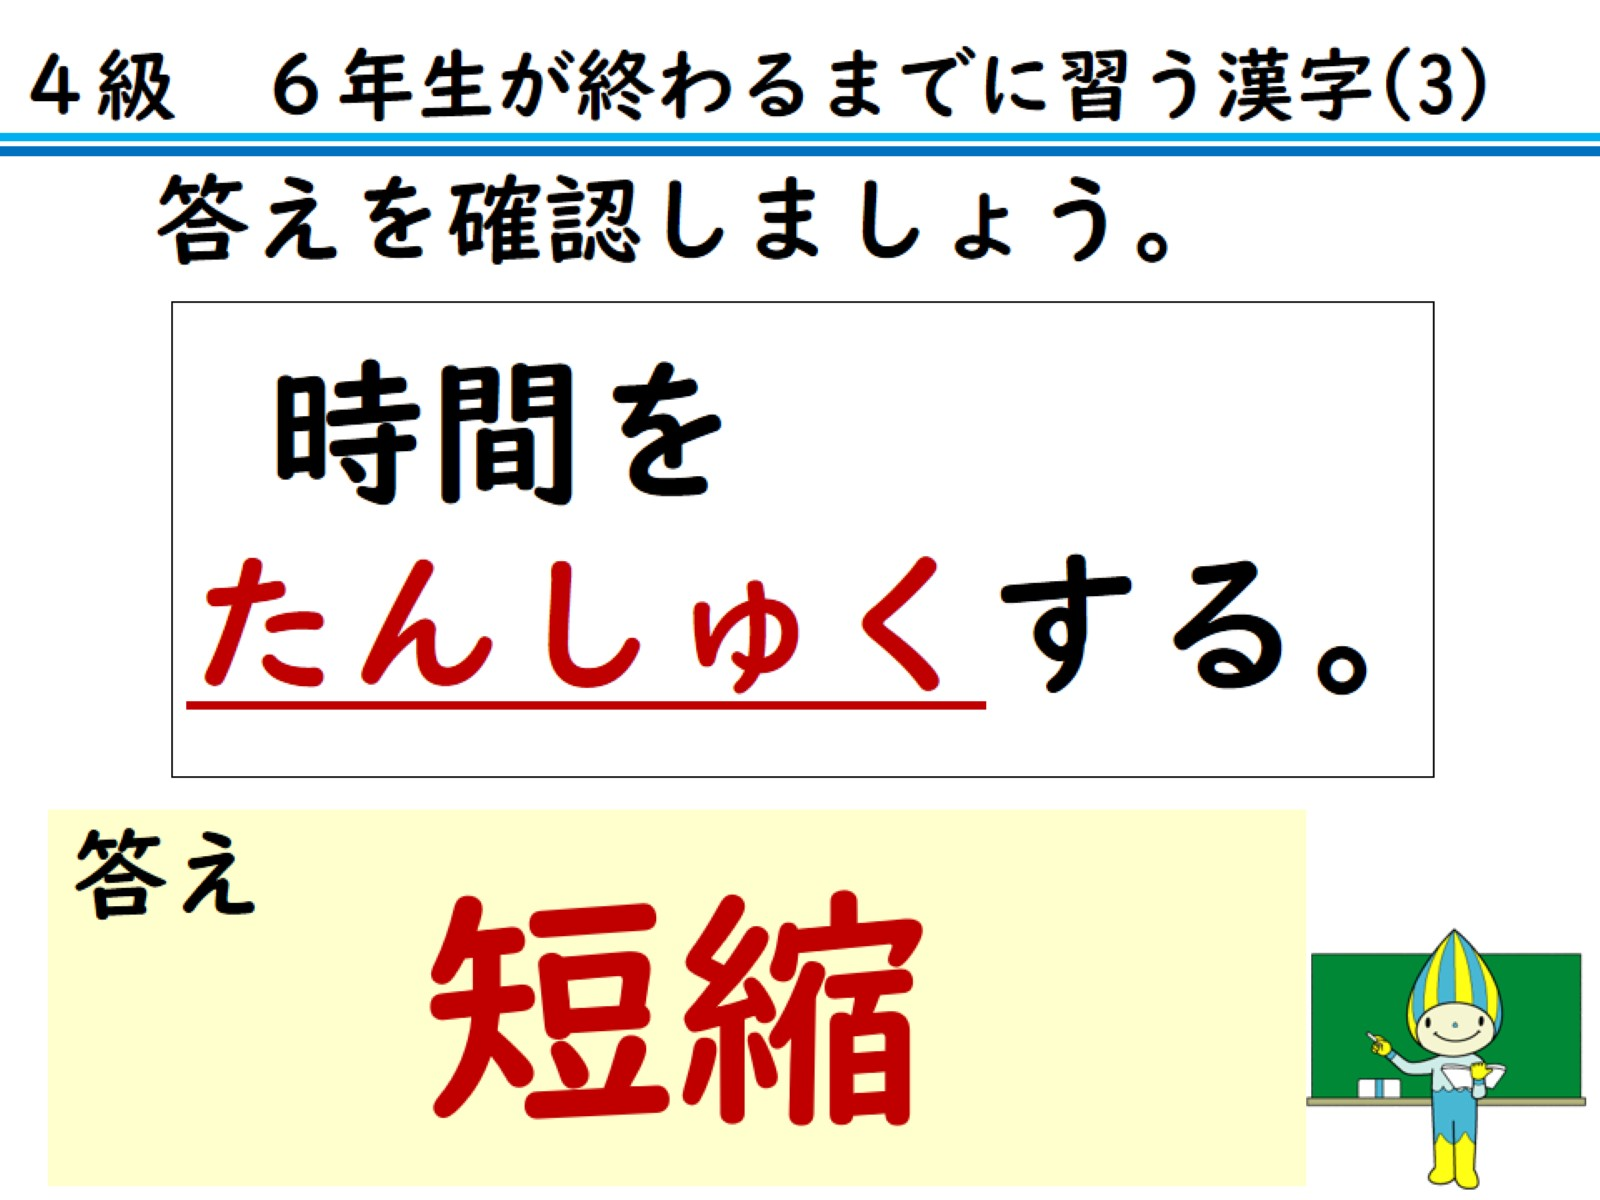 ４級　６年生が終わるまでに習う漢字(3)
答えを確認しましょう。
時間を
たんしゅくする。
答え
短縮